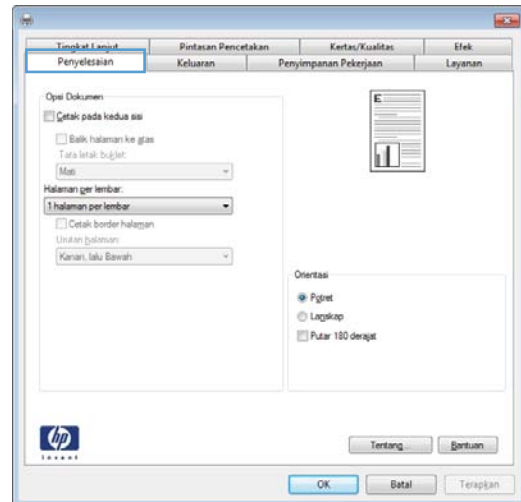 Tingkat Lanjut Pintasan Pencetakan Kertas/Kualitas Efek
Penyelesaian Keluaran Penyimpanan Pekerjaan Layanan
Opsi Dokumen
Cetak pada kedua sisi
Balik halaman ke atas
Tata letak buklet:
Mati
Halaman per lembar:
1 halaman per lembar
Cetak border halaman
Urutan halaman:
Kanan, lalu Bawah
E
Orientasi
Potret
Lanskap
Putar 180 derajat
hp
invent
Tentang... Bantuan
OK Batal Terapkan